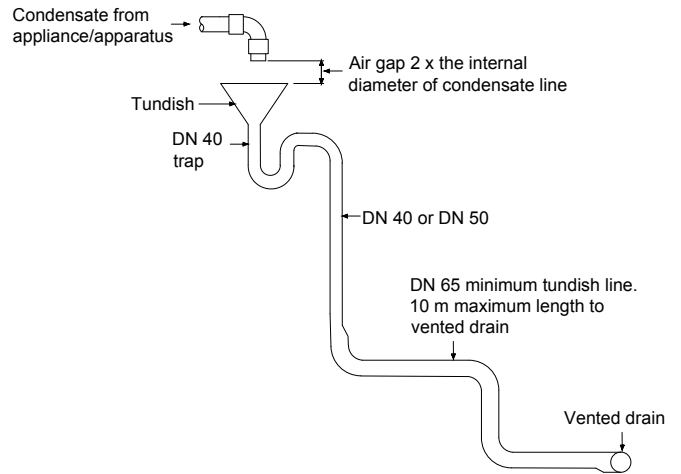 Condensate from
appliance/apparatus
Air gap 2 x the internal
diameter of condensate line
Tundish
DN 40
trap
DN 40 or DN 50
DN 65 minimum tundish line.
10 m maximum length to
vented drain
Vented drain